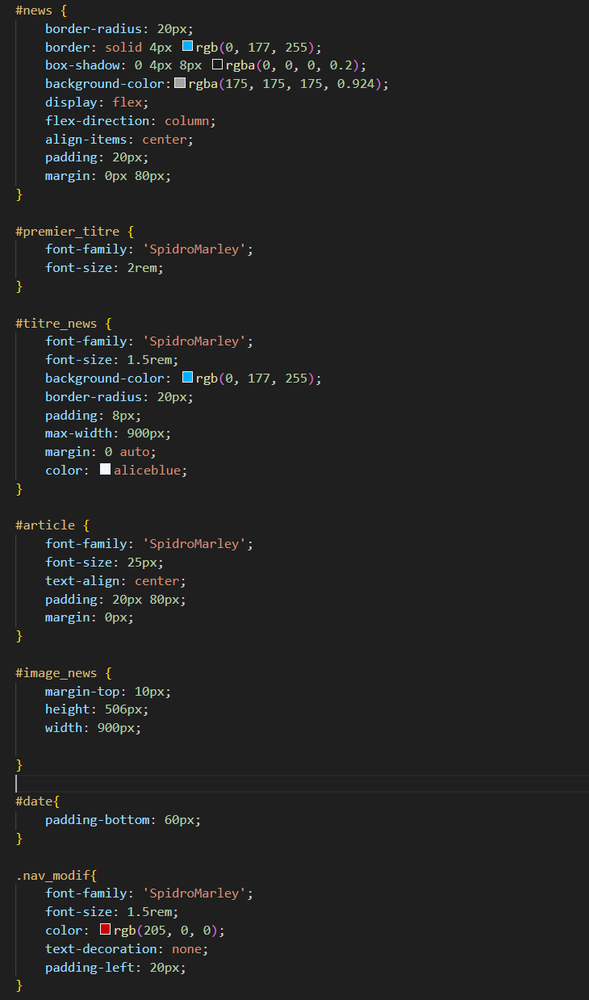 #news {
    border-radius: 20px;
    border: solid 4px rgb(0, 177, 255);
    box-shadow: 0 4px 8px rgba(0, 0, 0, 0.2);
    background-color:rgba(175, 175, 175, 0.924);
    display: flex;
    flex-direction: column;
    align-items: center;
    padding: 20px;
    margin: 0px 80px;
}

#premier_titre {
    font-family: 'SpidroMarley';
    font-size: 2rem;
}

#titre_news {
    font-family: 'SpidroMarley';
    font-size: 1.5rem;
    background-color: rgb(0, 177, 255);
    border-radius: 20px;
    padding: 8px;
    max-width: 900px;
    margin: 0 auto;
    color: aliceblue;
}

#article {
    font-family: 'SpidroMarley';
    font-size: 25px;
    text-align: center;
    padding: 20px 80px;
    margin: 0px;
}

#image_news {
    margin-top: 10px;
    height: 506px;
    width: 900px;

}

#date{
    padding-bottom: 60px;
}

.nav_modif{
    font-family: 'SpidroMarley';
    font-size: 1.5rem;
    color: rgb(205, 0, 0);
    text-decoration: none;
    padding-left: 20px;
}